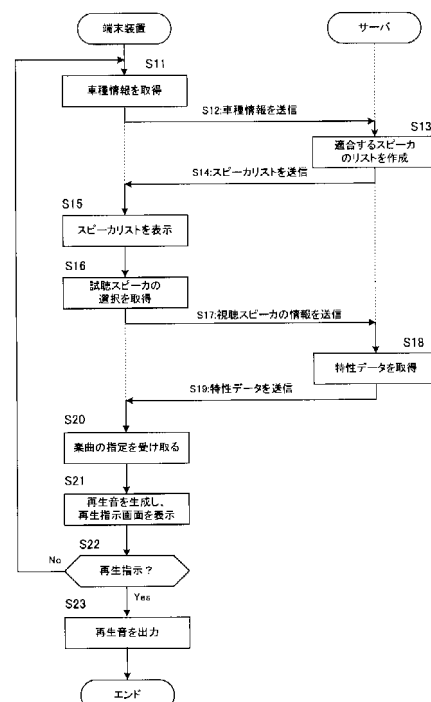 端末装置
サーバ
S11
車種情報を取得
S12:車種情報を送信
S13
適合するスピーカ
のリストを作成
S14:スピーカリストを送信
S15
スピーカリストを表示
S16
試聴スピーカの
選択を取得
S17:視聴スピーカの情報を送信
S18
特性データを取得
S19:特性データを送信
S20
楽曲の指定を受け取る
S21
再生音を生成し、
再生指示画面を表示
S22
No
再生指示？
Yes
S23
再生音を出力
エンド